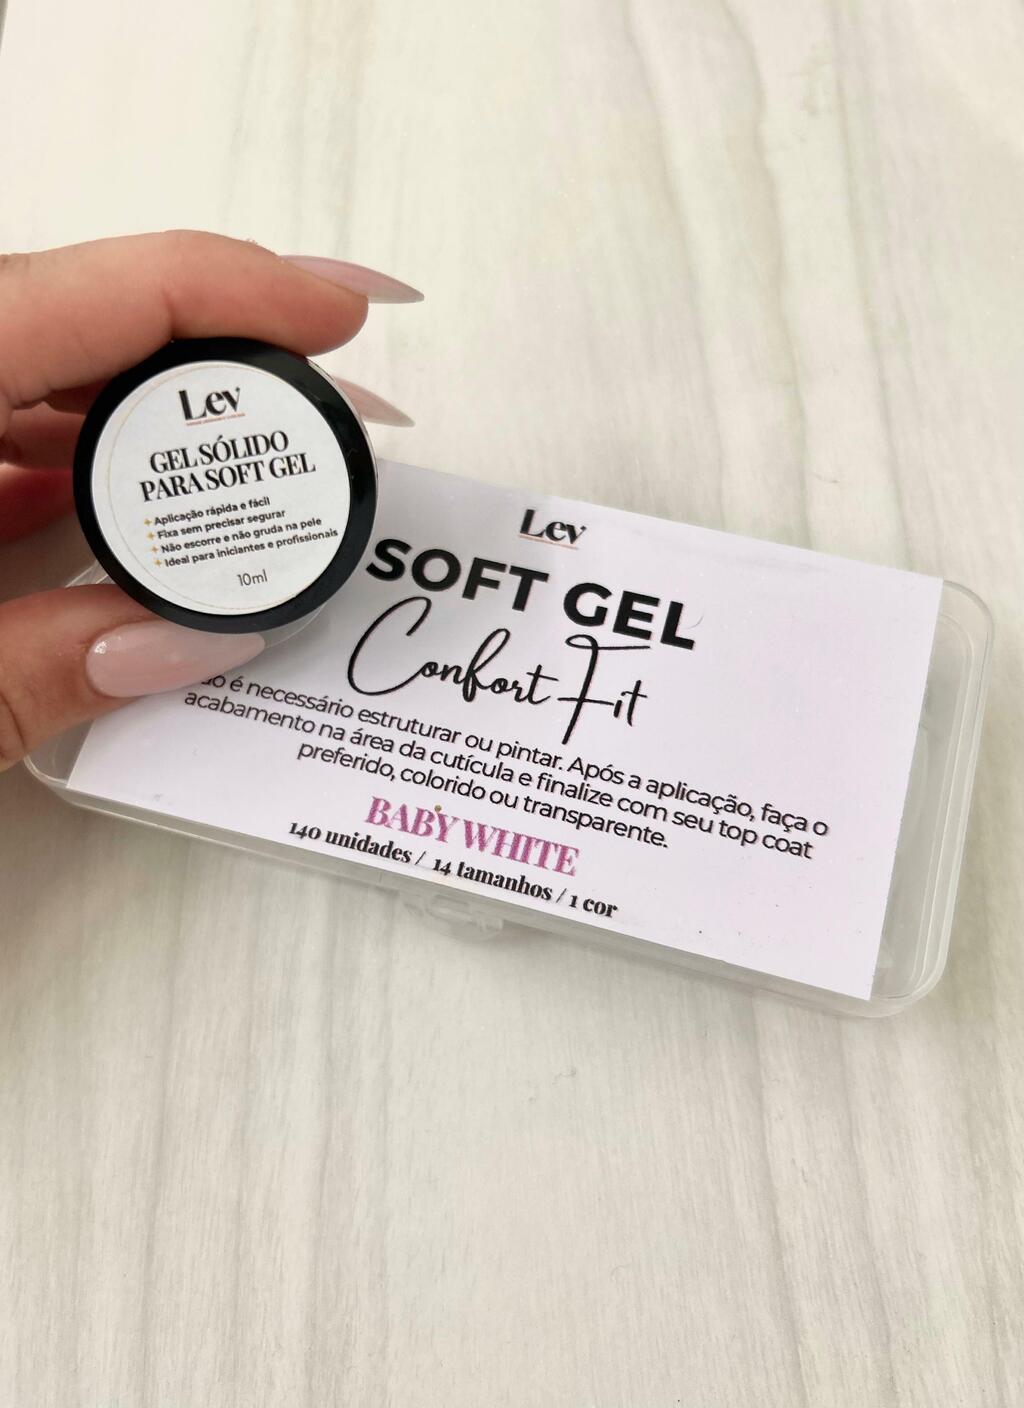 Lev
GEL SÓLIDO
PARA SOFT GEL
Aplicação rápida e fácil
Fixa sem precisar segurar
Não escorre e não gruda na pele
Ideal para iniciantes e profissionais
10ml
Lev
SOFT GEL
Confort Fit
é necessário estruturar ou pintar. Após a aplicação, faça o
acabamento na área da cutícula e finalize com seu top coat
preferido, colorido ou transparente.
BABY WHITE
140 unidades / 14 tamanhos / 1 cor